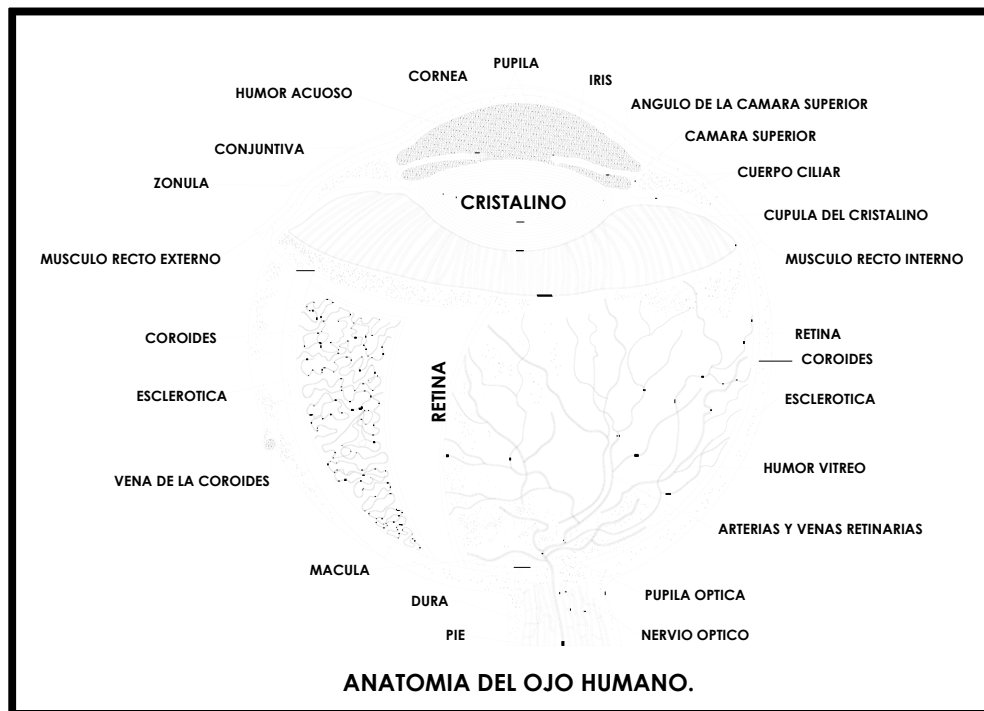 PUPILA
CORNEA
IRIS
HUMOR ACUOSO
ANGULO DE LA CAMARA SUPERIOR
CAMARA SUPERIOR
CONJUNTIVA
CUERPO CILIAR
ZONULA
CRISTALINO
CUPULA DEL CRISTALINO
MUSCULO RECTO EXTERNO
MUSCULO RECTO INTERNO
COROIDES
RETINA
COROIDES
RETINA
ESCLEROTICA
ESCLEROTICA
HUMOR VITREO
VENA DE LA COROIDES
ARTERIAS Y VENAS RETINARIAS
MACULA
DURA
PUPILA OPTICA
PIE
NERVIO OPTICO
ANATOMIA DEL OJO HUMANO.